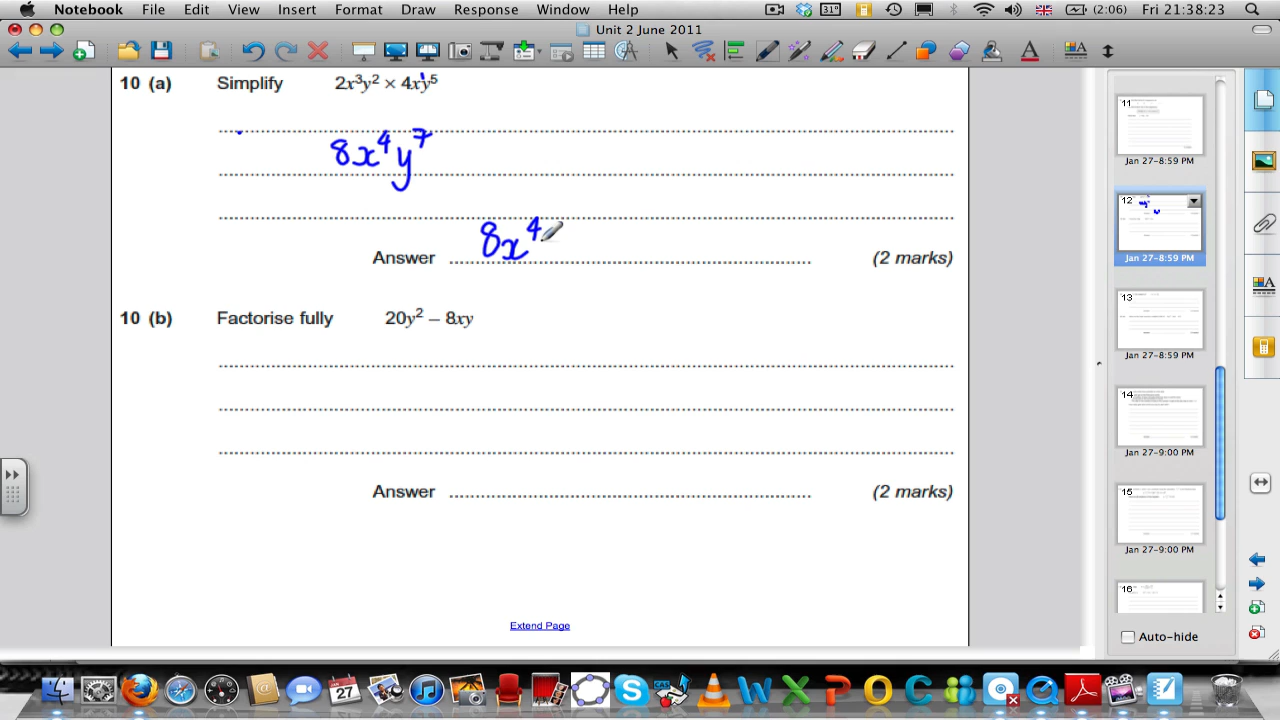 Notebook File Edit View Insert Format Draw Response Window Help 31° (2:06) Fri 21:38:23
Unit 2 June 2011
10 (a) Simplify 2x³y² × 4x¹y⁵
8x⁴y⁷
Answer 8x⁴ (2 marks)
10 (b) Factorise fully 20y² – 8xy
Answer (2 marks)
Extend Page
11
Jan 27–8:59 PM
12
Jan 27–8:59 PM
13
Jan 27–8:59 PM
14
Jan 27–9:00 PM
15
Jan 27–9:00 PM
16
Auto-hide
JAN
27